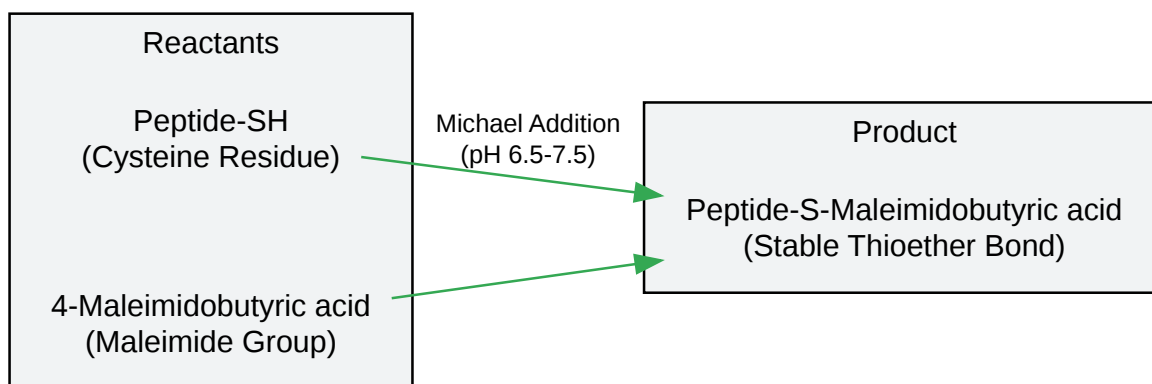 Reactants
Peptide-SH
(Cysteine Residue)
4-Maleimidobutyric acid
(Maleimide Group)
Michael Addition
(pH 6.5-7.5)
Product
Peptide-S-Maleimidobutyric acid
(Stable Thioether Bond)